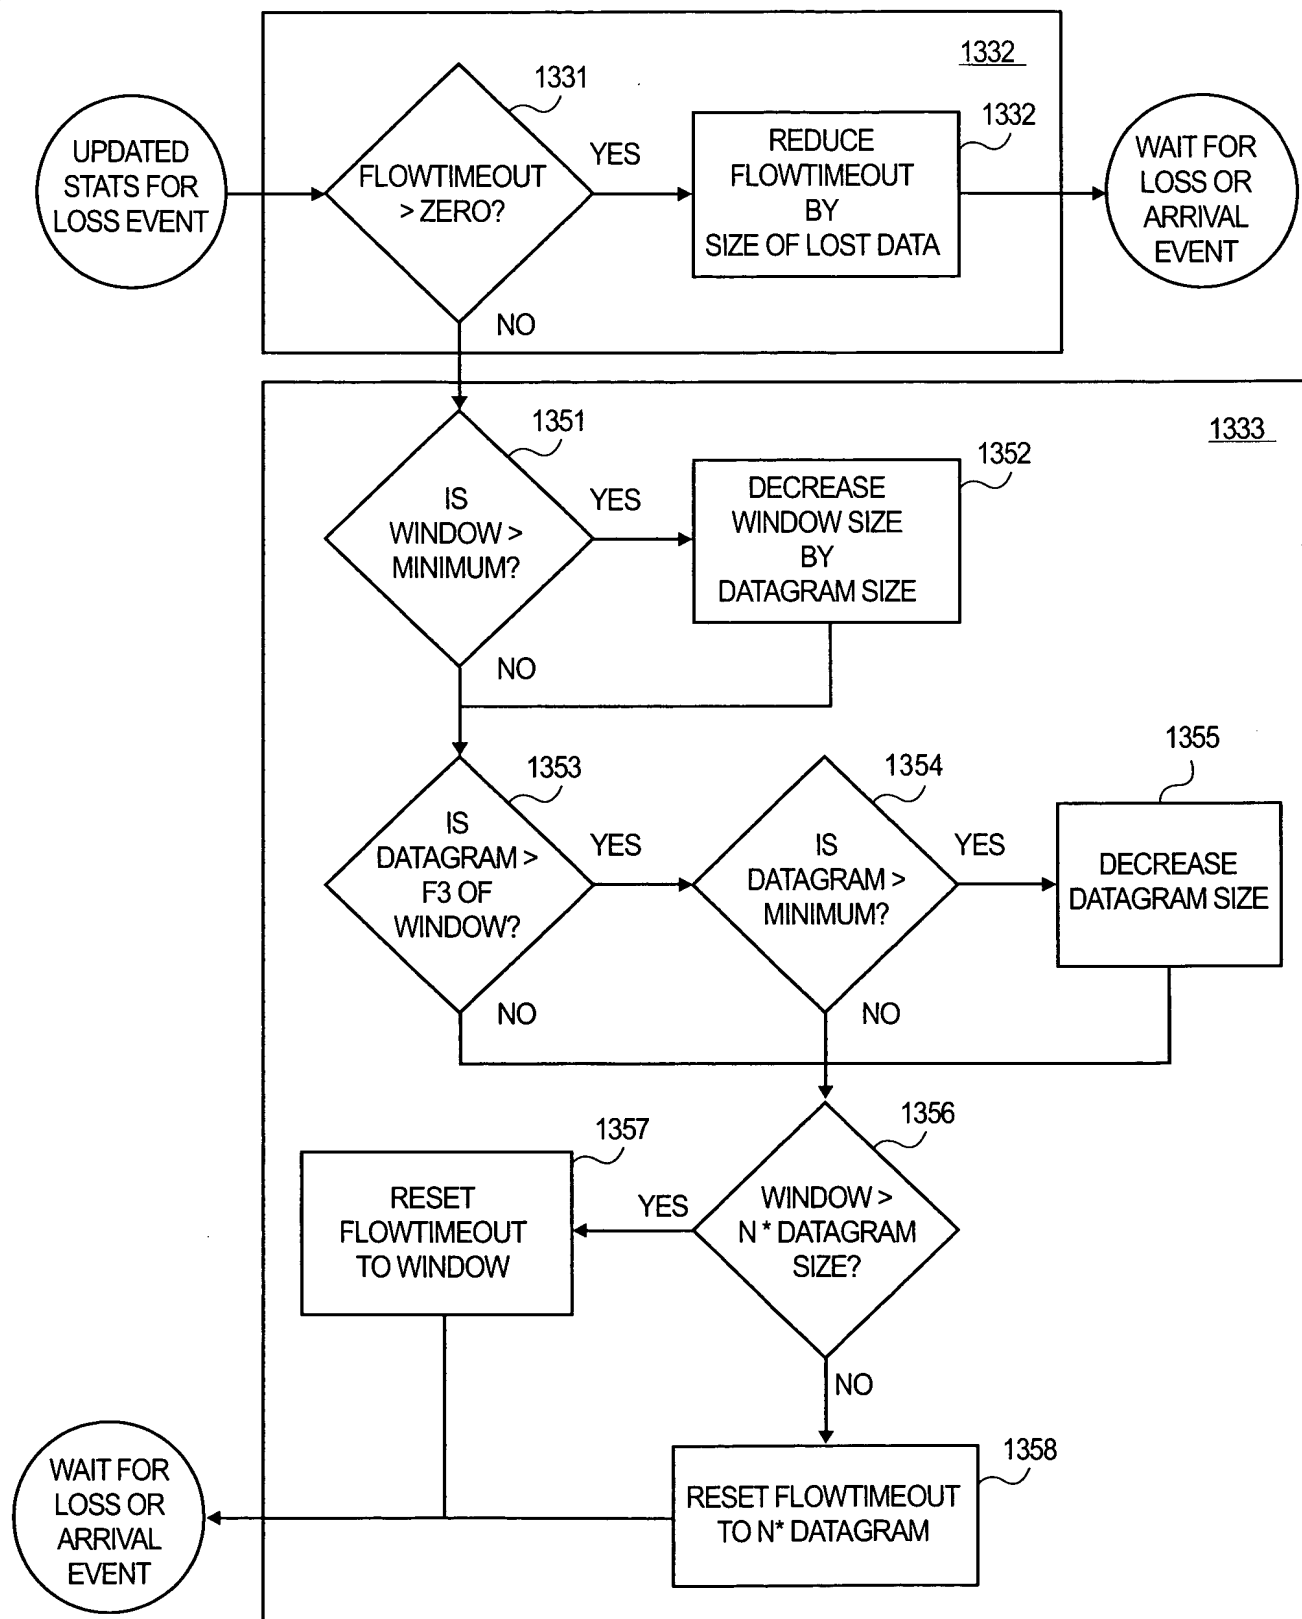 1332
1331
1332
UPDATED
STATS FOR
LOSS EVENT
FLOWTIMEOUT
> ZERO?
YES
REDUCE
FLOWTIMEOUT
BY
SIZE OF LOST DATA
WAIT FOR
LOSS OR
ARRIVAL
EVENT
NO
1333
1351
1352
IS
WINDOW >
MINIMUM?
YES
DECREASE
WINDOW SIZE
BY
DATAGRAM SIZE
NO
1353
1354
1355
IS
DATAGRAM >
F3 OF
WINDOW?
YES
IS
DATAGRAM >
MINIMUM?
YES
DECREASE
DATAGRAM SIZE
NO
NO
1356
1357
WINDOW >
N * DATAGRAM
SIZE?
YES
RESET
FLOWTIMEOUT
TO WINDOW
NO
1358
RESET FLOWTIMEOUT
TO N* DATAGRAM
WAIT FOR
LOSS OR
ARRIVAL
EVENT